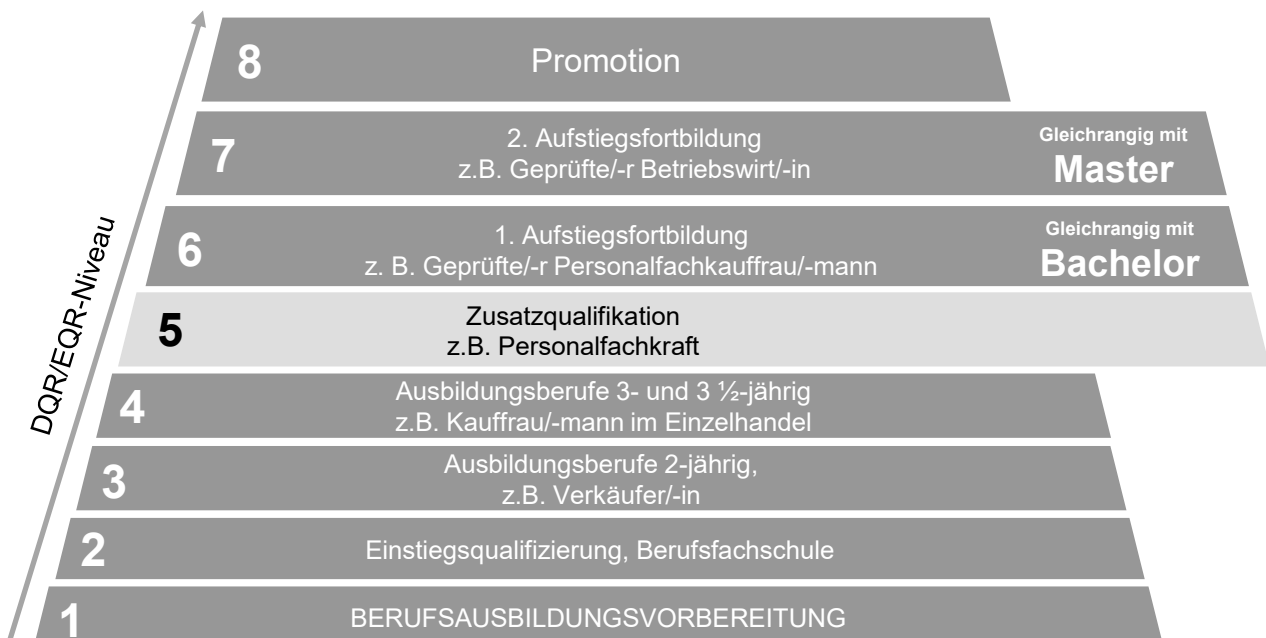 8
Promotion
7
2. Aufstiegsfortbildung
z.B. Geprüfte/-r Betriebswirt/-in
Gleichrangig mit
Master
6
1. Aufstiegsfortbildung
z. B. Geprüfte/-r Personalfachkauffrau/-mann
Gleichrangig mit
Bachelor
5
Zusatzqualifikation
z.B. Personalfachkraft
4
Ausbildungsberufe 3- und 3 ½-jährig
z.B. Kauffrau/-mann im Einzelhandel
3
Ausbildungsberufe 2-jährig,
z.B. Verkäufer/-in
2
Einstiegsqualifizierung, Berufsfachschule
1
BERUFSAUSBILDUNGSVORBEREITUNG
DQR/EQR-Niveau